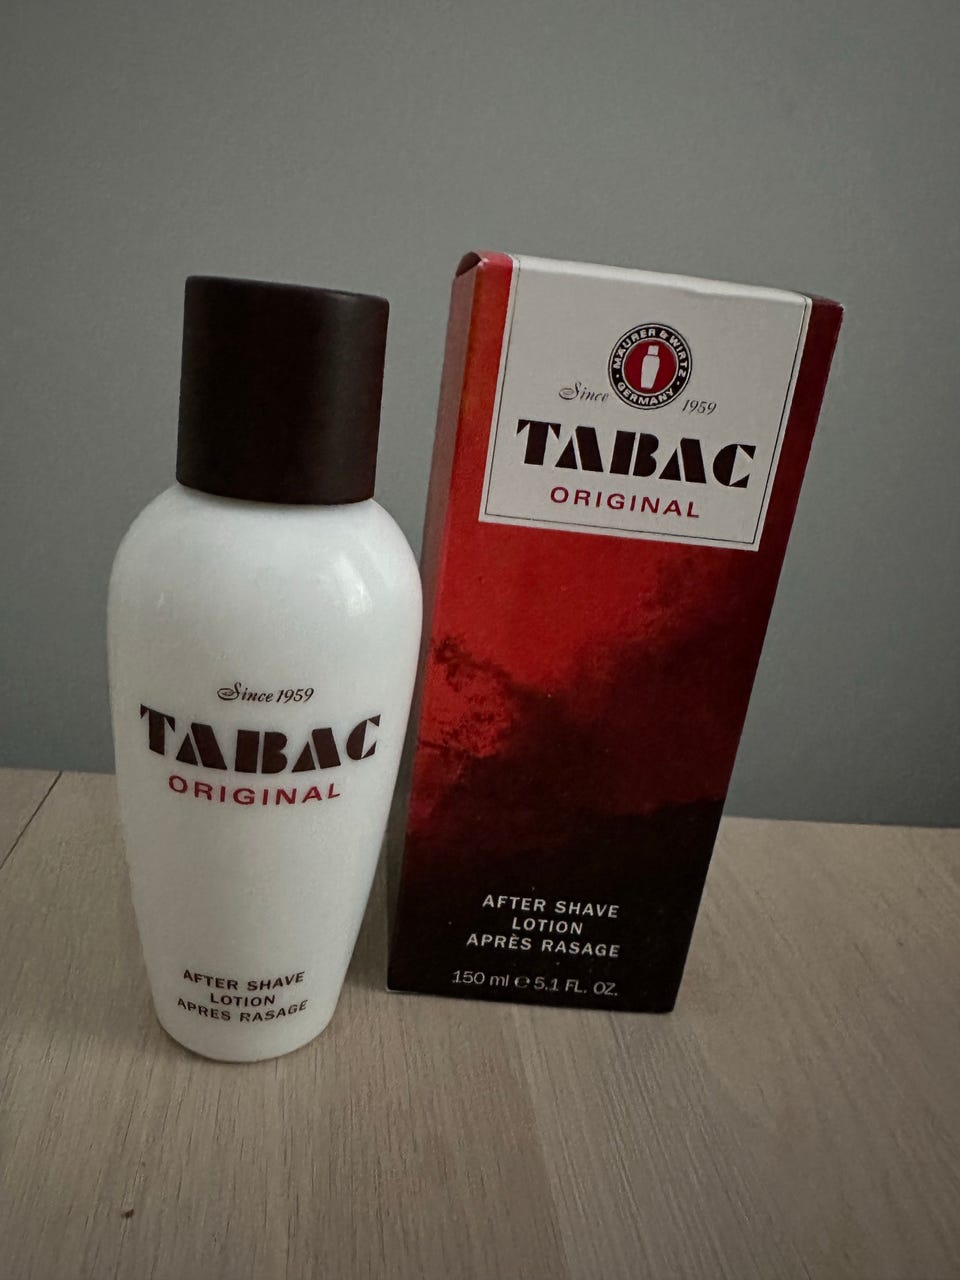 Since 1959
TABAC
ORIGINAL
AFTER SHAVE
LOTION
APRES RASAGE
MÄURER & WIRTZ
GERMANY
Since 1959
TABAC
ORIGINAL
AFTER SHAVE
LOTION
APRÈS RASAGE
150 ml ℮ 5.1 FL. OZ.